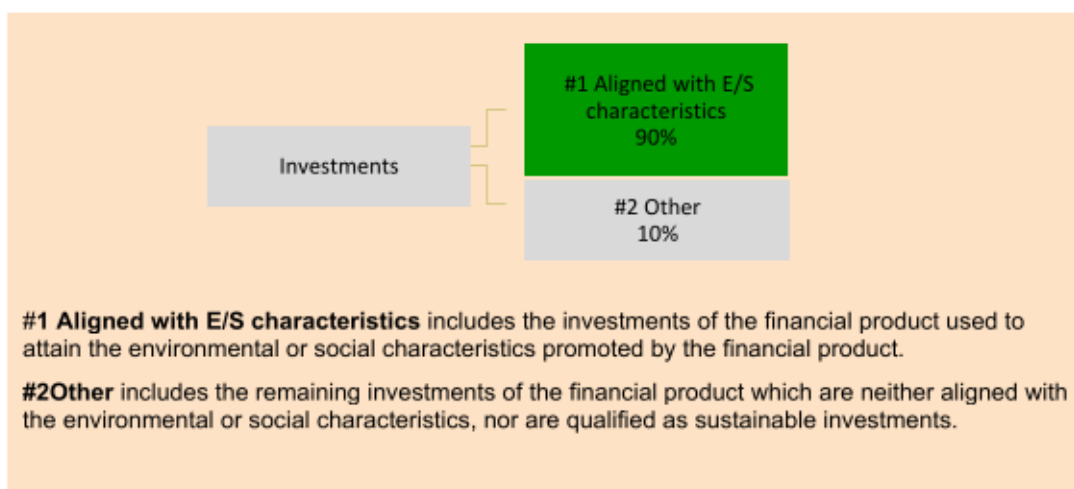 #1 Aligned with E/S
characteristics
90%
Investments
#2 Other
10%
#1 Aligned with E/S characteristics includes the investments of the financial product used to
attain the environmental or social characteristics promoted by the financial product.
#2Other includes the remaining investments of the financial product which are neither aligned with
the environmental or social characteristics, nor are qualified as sustainable investments.